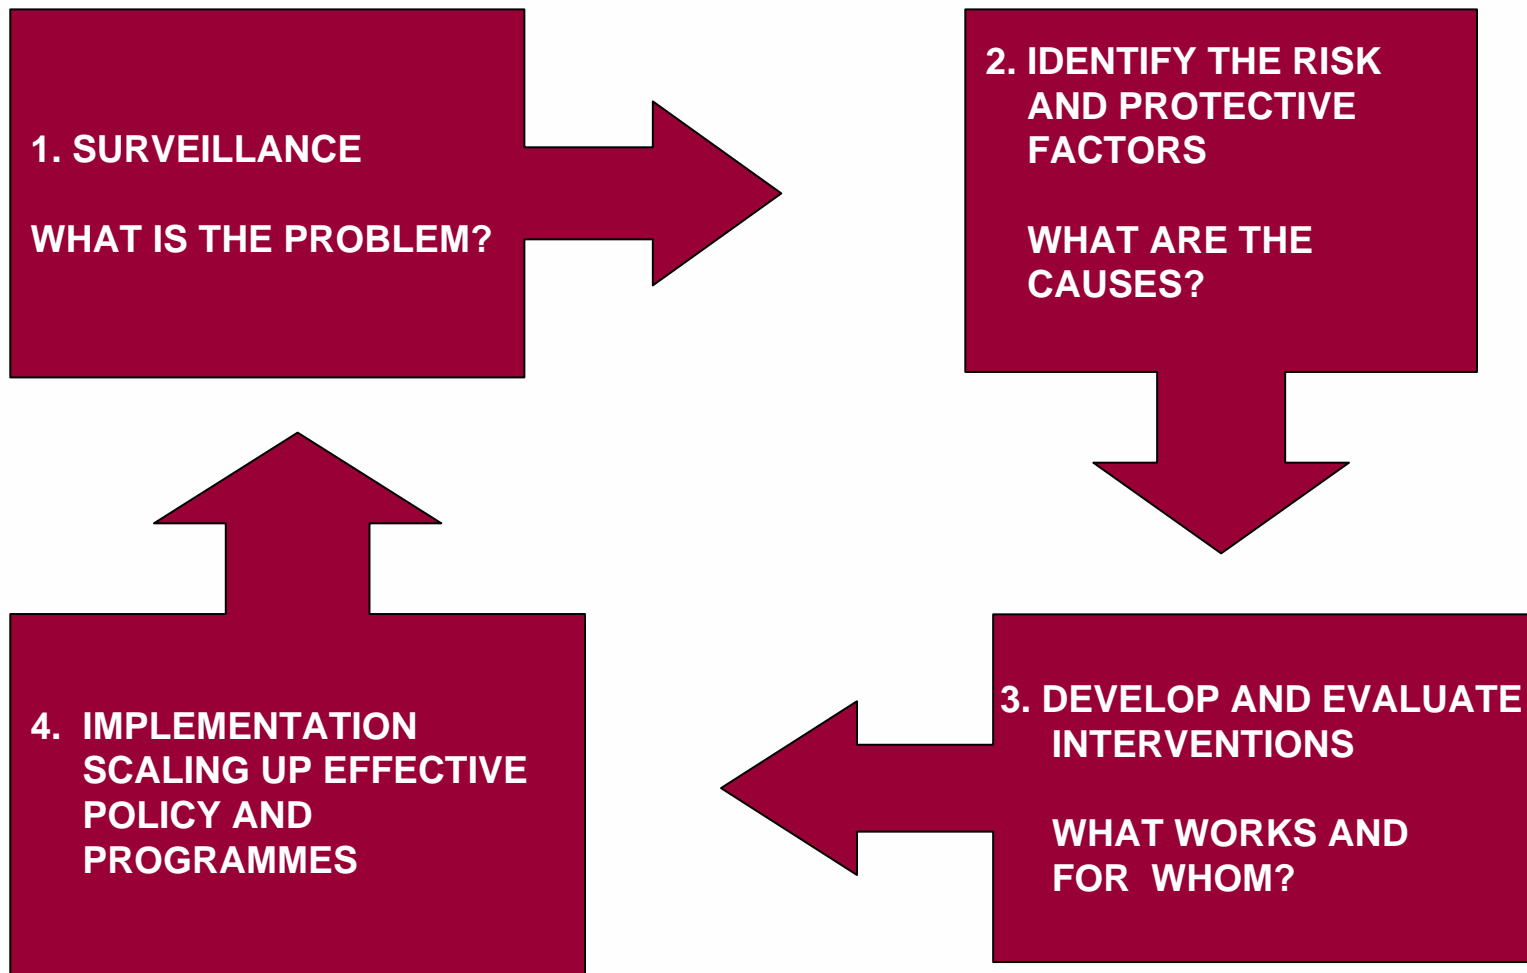 1. SURVEILLANCE
WHAT IS THE PROBLEM?
2. IDENTIFY THE RISK
AND PROTECTIVE
FACTORS
WHAT ARE THE
CAUSES?
3. DEVELOP AND EVALUATE
INTERVENTIONS
WHAT WORKS AND
FOR WHOM?
4. IMPLEMENTATION
SCALING UP EFFECTIVE
POLICY AND
PROGRAMMES